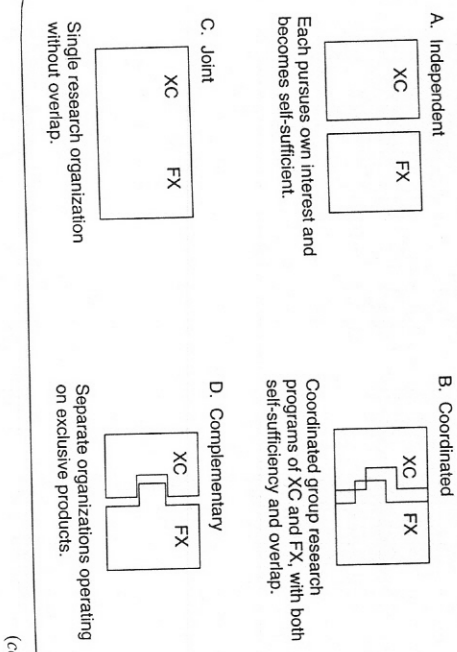 A. Independent
XC
FX
Each pursues own interest and
becomes self-sufficient.
B. Coordinated
XC
FX
Coordinated group research
programs of XC and FX, with both
self-sufficiency and overlap.
C. Joint
XC
FX
Single research organization
without overlap.
D. Complementary
XC
FX
Separate organizations operating
on exclusive products.